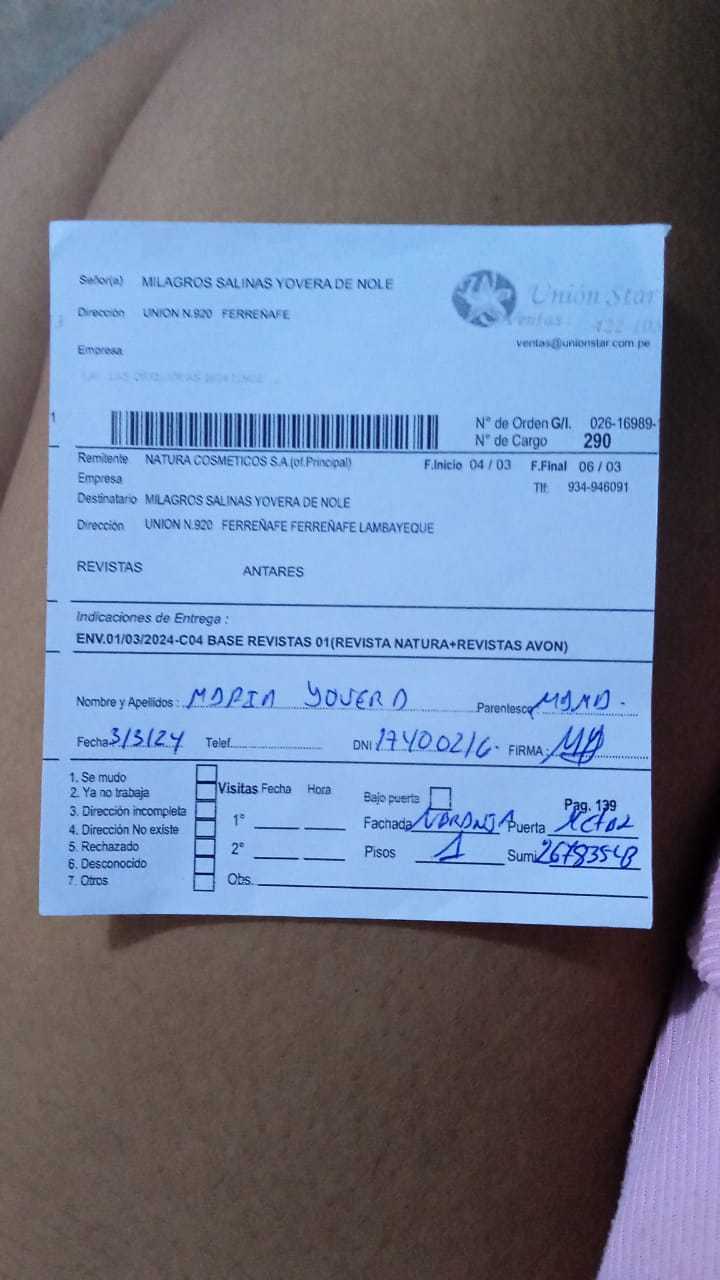 Señor(a) MILAGROS SALINAS YOVERA DE NOLE
Unión Star
Dirección UNION N.920 FERREÑAFE
Ventas: 422-103
ventas@unionstar.com.pe
Empresa
N° de Orden G/I. 026-16989-
N° de Cargo 290
Remitente NATURA COSMETICOS S.A.(of.Principal) F.Inicio 04 / 03 F.Final 06 / 03
Empresa
Tlf: 934-946091
Destinatario MILAGROS SALINAS YOVERA DE NOLE
Dirección UNION N.920 FERREÑAFE FERREÑAFE LAMBAYEQUE
REVISTAS ANTARES
Indicaciones de Entrega :
ENV.01/03/2024-C04 BASE REVISTAS 01(REVISTA NATURA+REVISTAS AVON)
Nombre y Apellidos : MARIA YOVERA Parentesco MAMA.
Fecha 3/3/24 Telef. DNI 17400216. FIRMA:
1. Se mudo
2. Ya no trabaja
3. Dirección incompleta
4. Dirección No existe
5. Rechazado
6. Desconocido
7. Otros
Visitas Fecha Hora
1°
2°
Obs.
Bajo puerta
Pag. 139
Fachada NARANJA Puerta
Pisos 1 Sumi 26783548